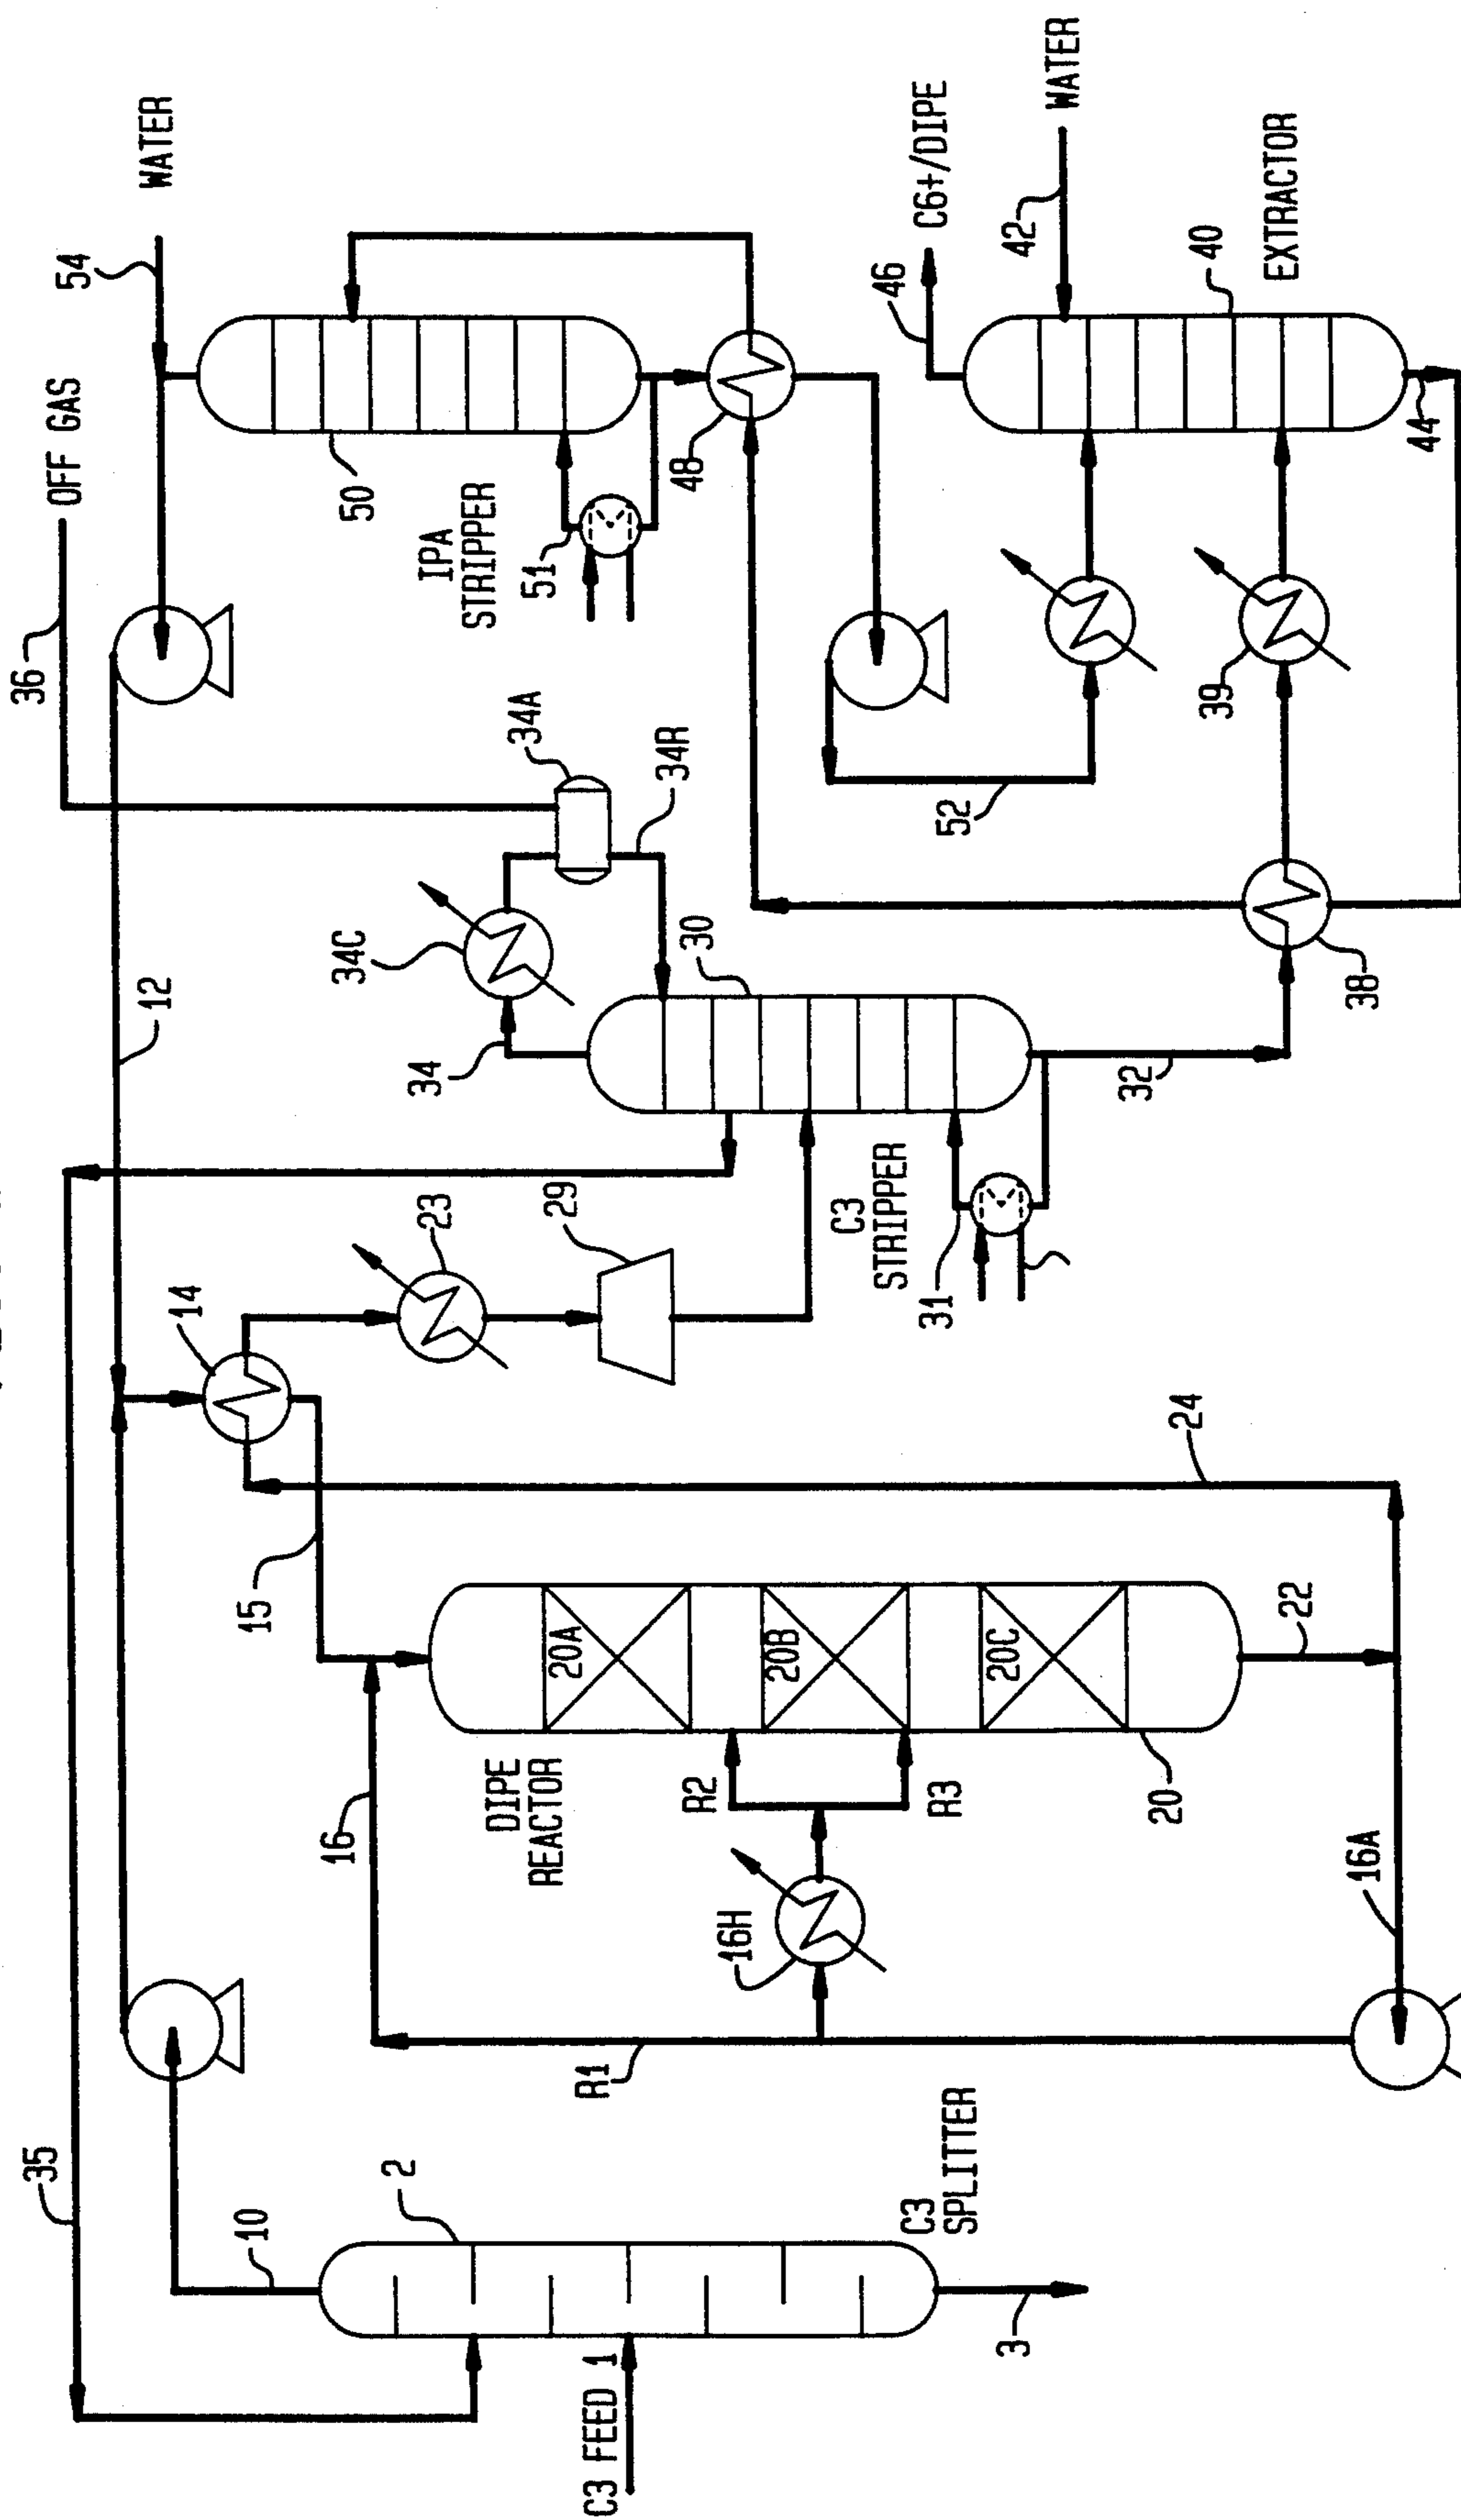 WATER
54
36
OFF GAS
50
IPA
STRIPPER
51
48
C6+/DIPE
46
WATER
42
40
EXTRACTOR
44
34A
34R
34C
34
30
52
39
38
32
12
14
23
29
C3
STRIPPER
31
24
15
16
DIPE
REACTOR
20A
20B
20C
R2
R3
20
22
16H
16A
R1
35
10
2
C3
SPLITTER
C3 FEED 1
3